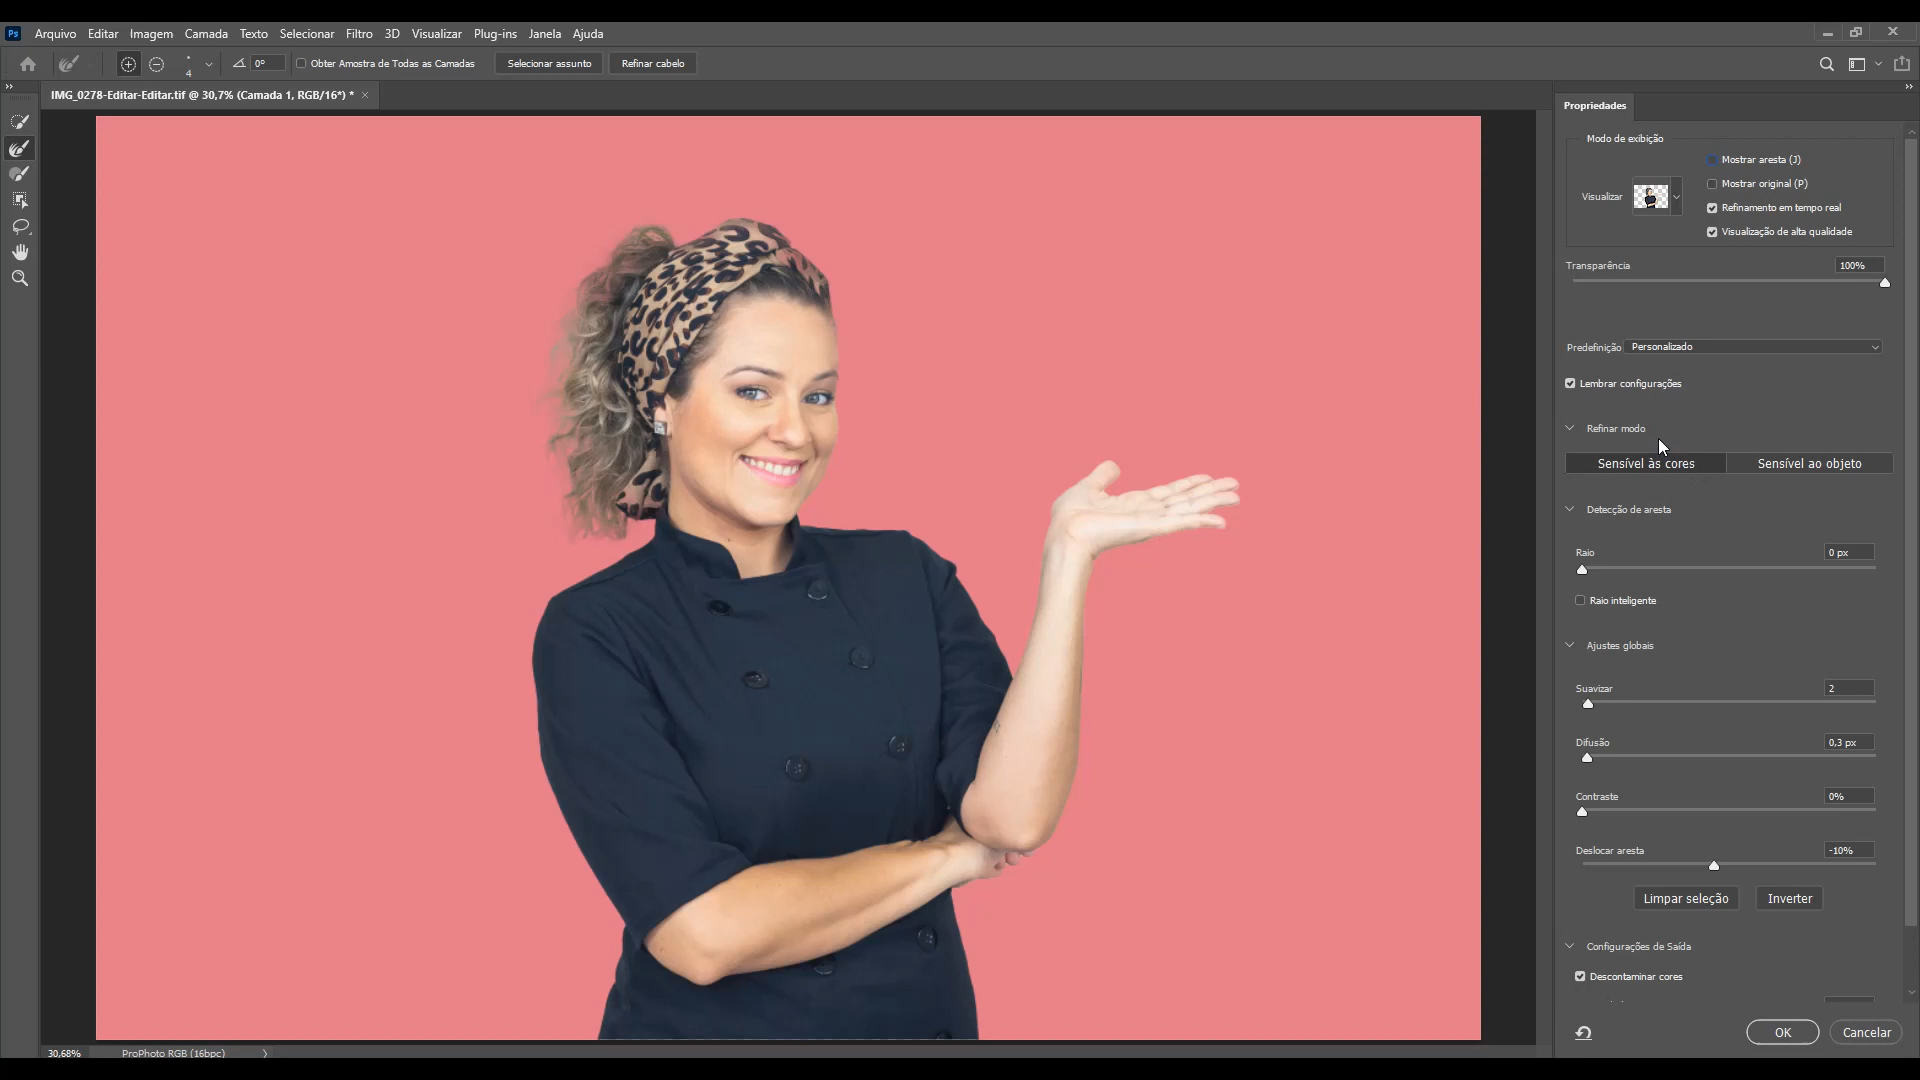 Ps Arquivo Editar Imagem Camada Texto Selecionar Filtro 3D Visualizar Plug-ins Janela Ajuda
4 0° Obter Amostra de Todas as Camadas Selecionar assunto Refinar cabelo
IMG_0278-Editar-Editar.tif @ 30,7% (Camada 1, RGB/16*) *
Propriedades
Modo de exibição
Mostrar aresta (J)
Mostrar original (P)
Visualizar
Refinamento em tempo real
Visualização de alta qualidade
Transparência 100%
Predefinição Personalizado
Lembrar configurações
Refinar modo
Sensível às cores Sensível ao objeto
Detecção de aresta
Raio 0 px
Raio inteligente
Ajustes globais
Suavizar 2
Difusão 0,3 px
Contraste 0%
Deslocar aresta -10%
Limpar seleção Inverter
Configurações de Saída
Descontaminar cores
OK Cancelar
30,68% ProPhoto RGB (16bpc)